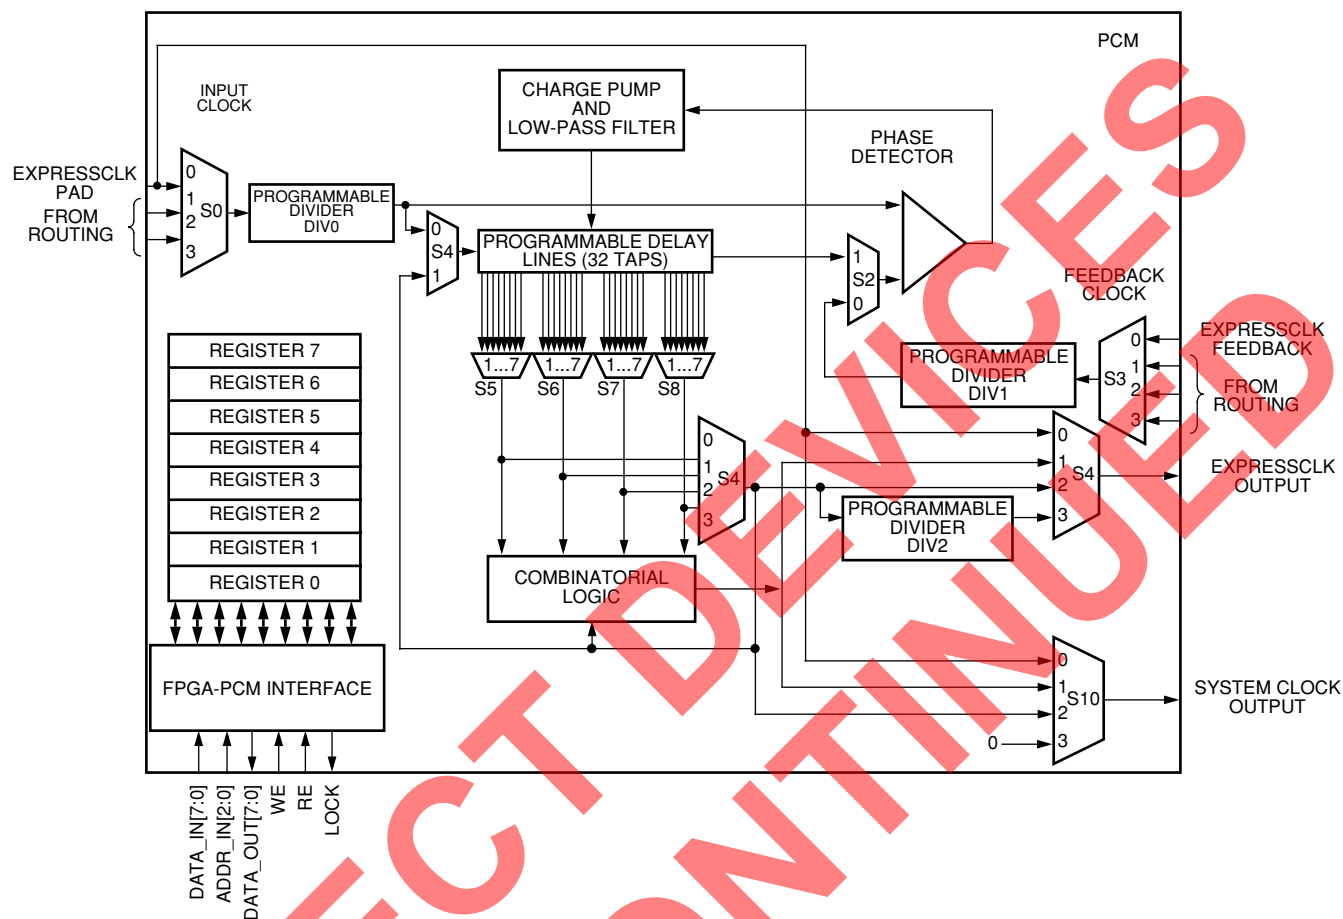 PCM
INPUT
CLOCK
CHARGE PUMP
AND
LOW-PASS FILTER
PHASE
DETECTOR
EXPRESSCLK
PAD
FROM
ROUTING
0
1
2
3
S0
PROGRAMMABLE
DIVIDER
DIV0
0
S4
1
PROGRAMMABLE DELAY
LINES (32 TAPS)
1
S2
0
FEEDBACK
CLOCK
EXPRESSCLK
FEEDBACK
FROM
ROUTING
0
1
2
3
S3
PROGRAMMABLE
DIVIDER
DIV1
1...7
1...7
1...7
1...7
S5
S6
S7
S8
REGISTER 7
REGISTER 6
REGISTER 5
REGISTER 4
REGISTER 3
REGISTER 2
REGISTER 1
REGISTER 0
0
1
2
3
S4
0
1
2
3
S4
EXPRESSCLK
OUTPUT
PROGRAMMABLE
DIVIDER
DIV2
COMBINATORIAL
LOGIC
FPGA-PCM INTERFACE
0
1
2
3
S10
0
SYSTEM CLOCK
OUTPUT
DATA_IN[7:0]
ADDR_IN[2:0]
DATA_OUT[7:0]
WE
RE
LOCK
ECT DEVICES
ONTINUED